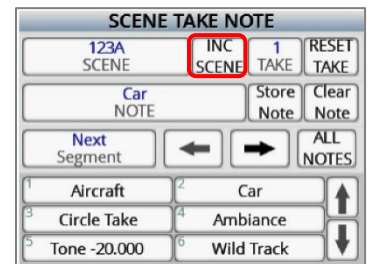 SCENE TAKE NOTE
123A INC 1 RESET
SCENE SCENE TAKE TAKE
Car Store Clear
NOTE Note Note
Next ALL
Segment NOTES
1 Aircraft 2 Car
3 Circle Take 4 Ambiance
5 Tone -20.000 6 Wild Track